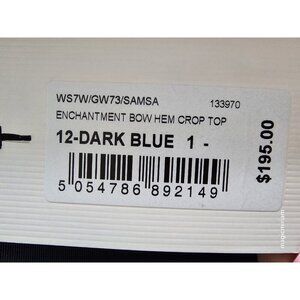 WS7W/GW73/SAMSA 133970
ENCHANTMENT BOW HEM CROP TOP
12-DARK BLUE 1 -
5 054786 892149
$195.00